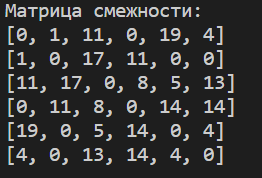 Матрица смежности:
[0, 1, 11, 0, 19, 4]
[1, 0, 17, 11, 0, 0]
[11, 17, 0, 8, 5, 13]
[0, 11, 8, 0, 14, 14]
[19, 0, 5, 14, 0, 4]
[4, 0, 13, 14, 4, 0]